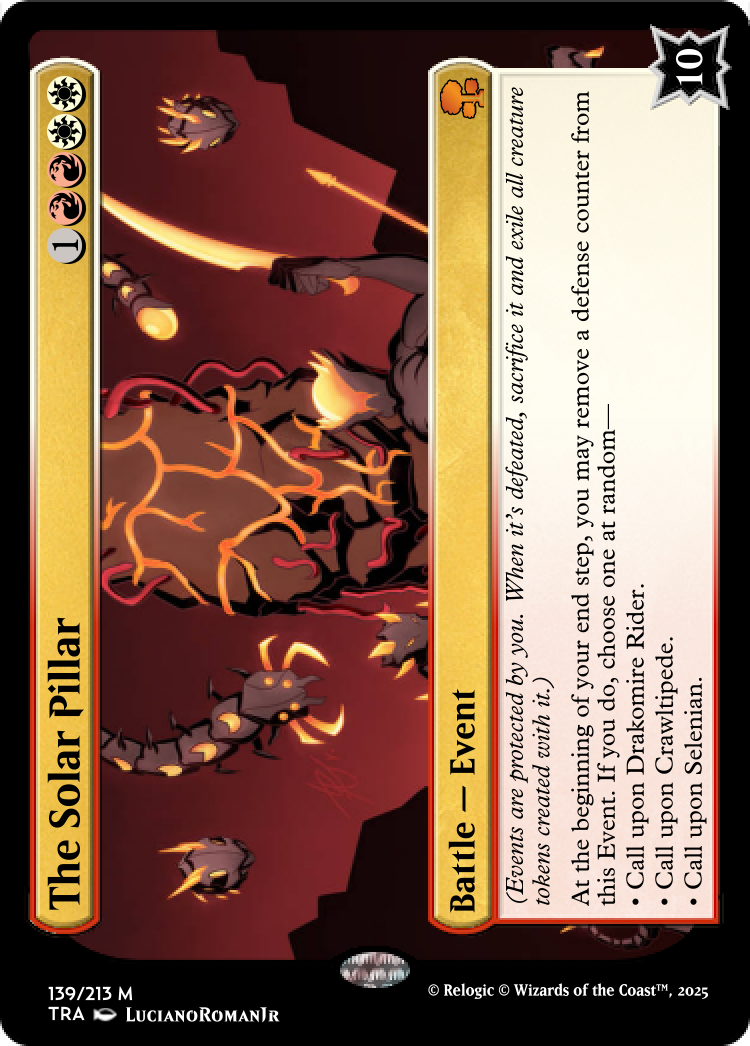 The Solar Pillar 1
Battle — Event
(Events are protected by you. When it's defeated, sacrifice it and exile all creature
tokens created with it.)
At the beginning of your end step, you may remove a defense counter from
this Event. If you do, choose one at random—
• Call upon Drakomire Rider.
• Call upon Crawltipede.
• Call upon Selenian.
10
139/213 M
TRA LucianoRomanJr
© Relogic © Wizards of the Coast™, 2025